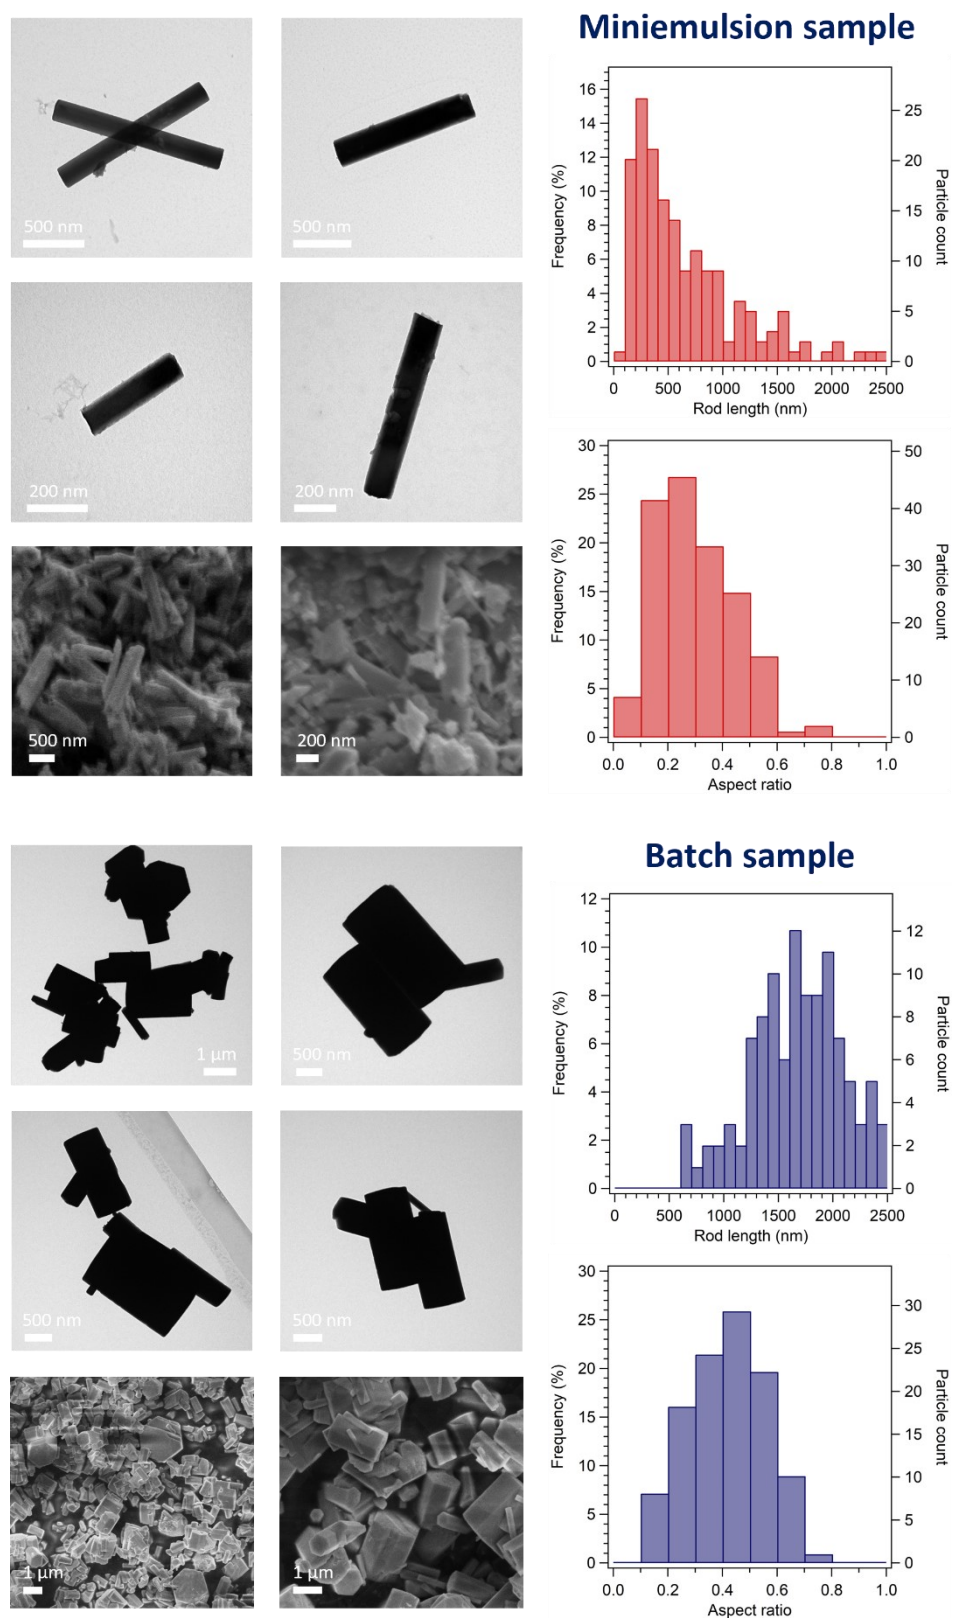 Miniemulsion sample
500 nm
500 nm
200 nm
200 nm
500 nm
200 nm
Frequency (%)
16
14
12
10
8
6
4
2
0
25
20
15
10
5
0
Particle count
0 500 1000 1500 2000 2500
Rod length (nm)
Frequency (%)
30
25
20
15
10
5
0
50
40
30
20
10
0
Particle count
0.0 0.2 0.4 0.6 0.8 1.0
Aspect ratio
Batch sample
1 µm
500 nm
500 nm
500 nm
1 µm
1 µm
Frequency (%)
12
10
8
6
4
2
0
12
10
8
6
4
2
0
Particle count
0 500 1000 1500 2000 2500
Rod length (nm)
Frequency (%)
30
25
20
15
10
5
0
30
25
20
15
10
5
0
Particle count
0.0 0.2 0.4 0.6 0.8 1.0
Aspect ratio